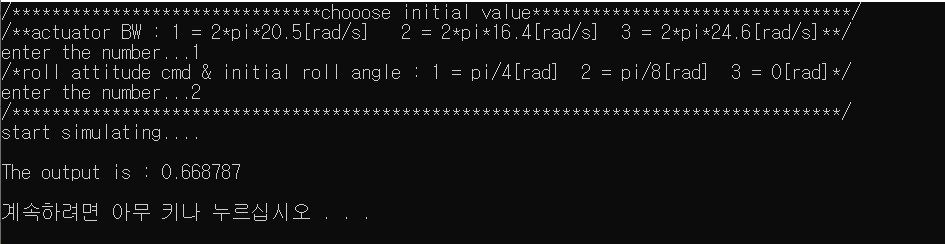 /********************************chooose initial value********************************/
/**actuator BW : 1 = 2*pi*20.5[rad/s]   2 = 2*pi*16.4[rad/s]  3 = 2*pi*24.6[rad/s]**/
enter the number...1
/*roll attitude cmd & initial roll angle : 1 = pi/4[rad]  2 = pi/8[rad]  3 = 0[rad]*/
enter the number...2
/***********************************************************************************/
start simulating....
The output is : 0.668787
계속하려면 아무 키나 누르십시오 . . .